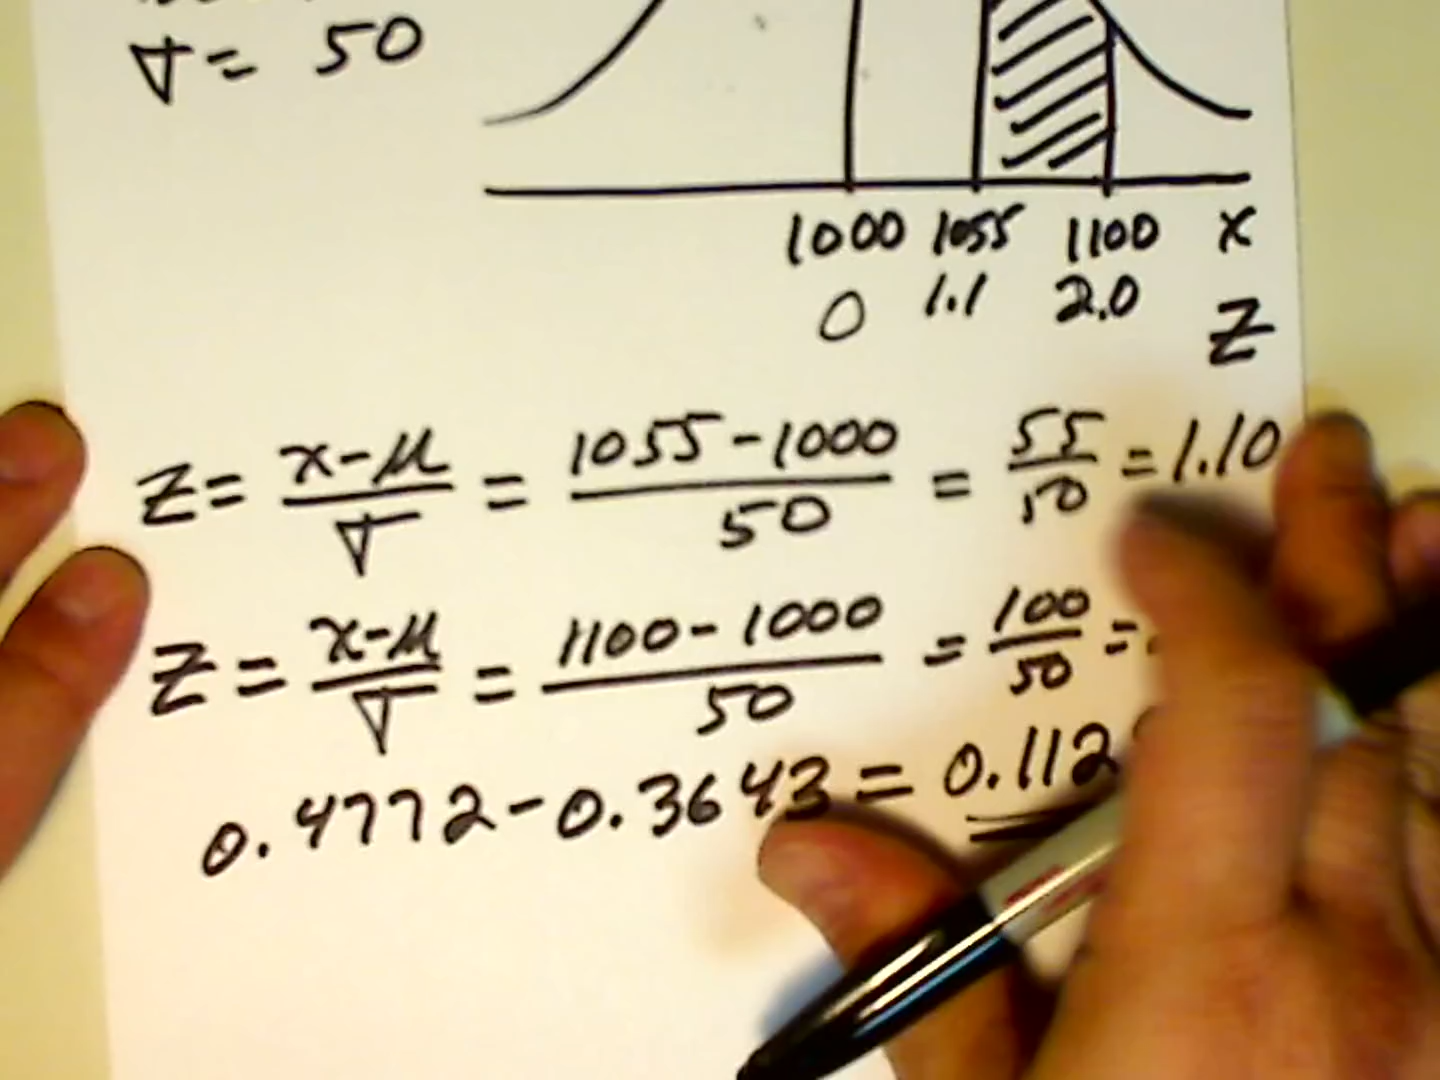 σ = 50
1000 1055 1100 x
0 1.1 2.0 z
z = x-μ/σ = 1055-1000/50 = 55/50 = 1.10
z = x-μ/σ = 1100-1000/50 = 100/50 =
0.4772-0.3643 = 0.112